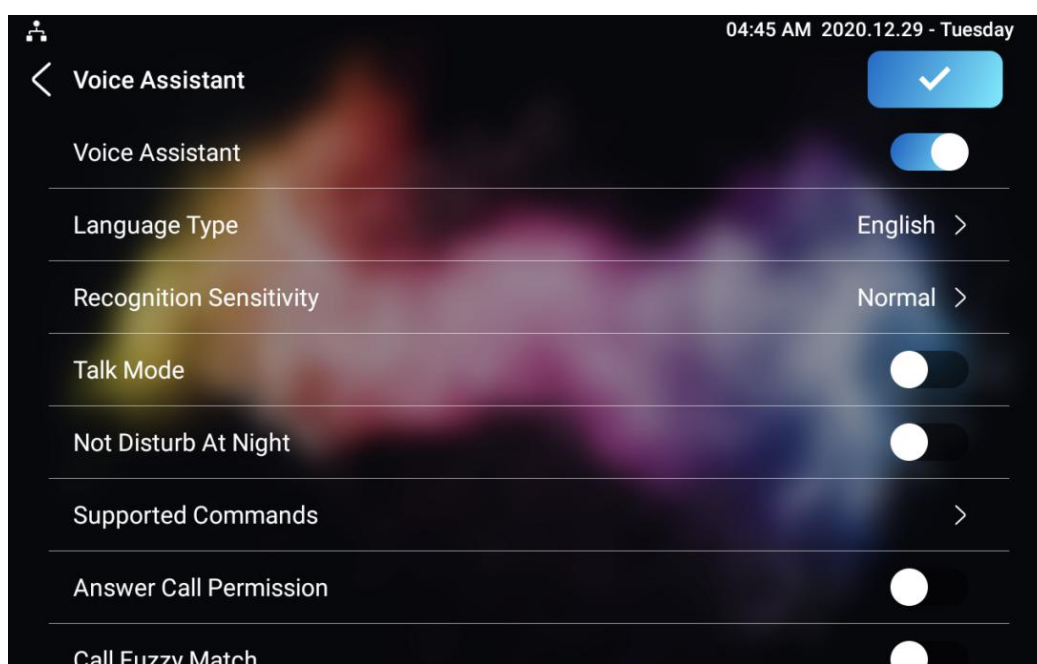 04:45 AM 2020.12.29 - Tuesday
Voice Assistant
Voice Assistant
Language Type English
Recognition Sensitivity Normal
Talk Mode
Not Disturb At Night
Supported Commands
Answer Call Permission
Call Fuzzy Match